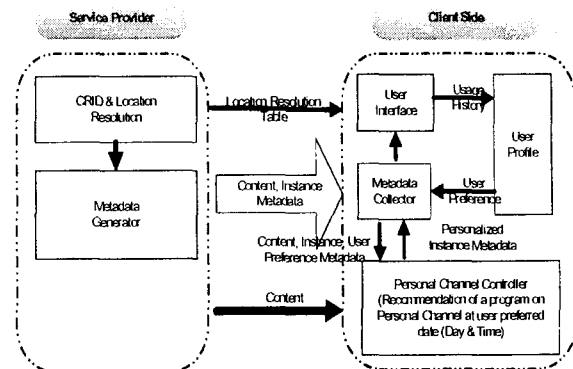 Service Provider
Client Side
CRID & Location
Resolution
Location Resolution
Table
User
Interface
Usage
History
User
Profile
Metadata
Generator
Content, Instance
Metadata
Metadata
Collector
User
Preference
Content, Instance, User
Preference Metadata
Personalized
Instance Metadata
Content
Personal Channel Controller
(Recommendation of a program on
Personal Channel at user preferred
date (Day & Time)